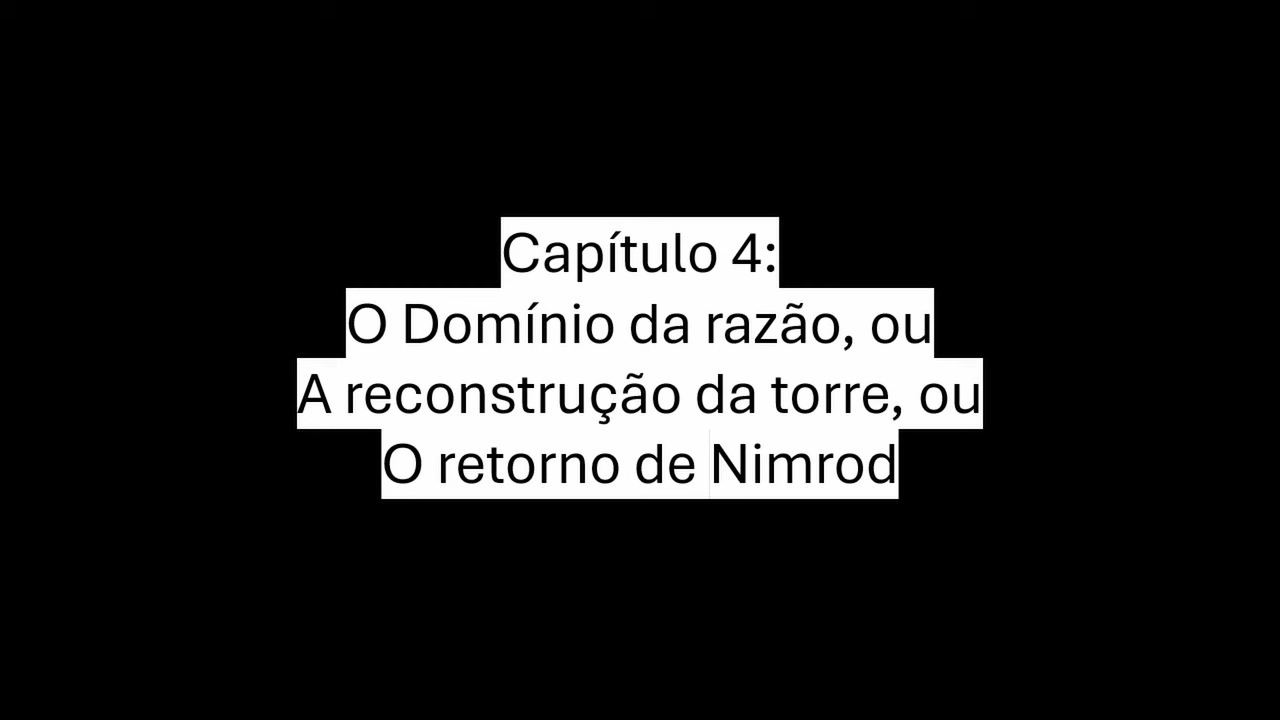 Capítulo 4:
O Domínio da razão, ou
A reconstrução da torre, ou
O retorno de Nimrod